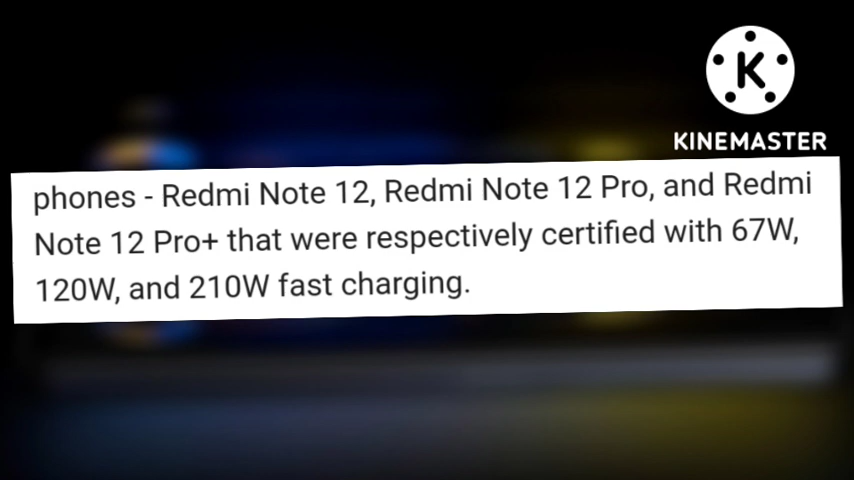 K
KINEMASTER
phones - Redmi Note 12, Redmi Note 12 Pro, and Redmi
Note 12 Pro+ that were respectively certified with 67W,
120W, and 210W fast charging.